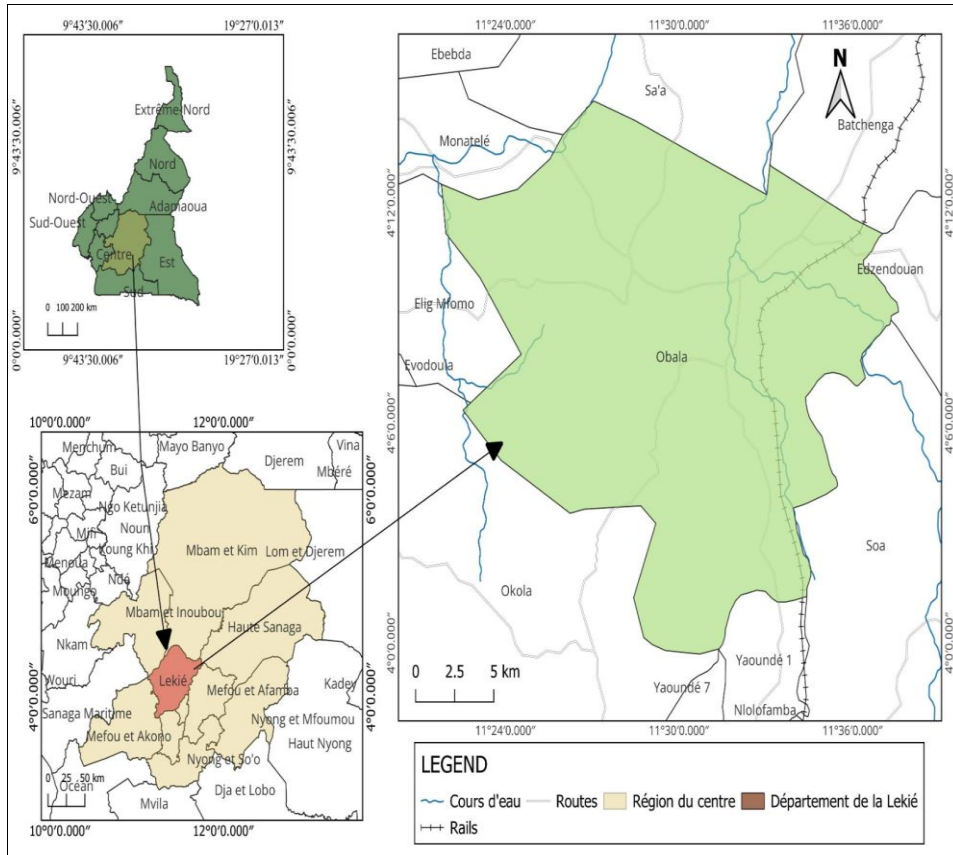 9°43'30.006" 19°27'0.013
9°43'30.000"
9°43'30.000"
Extrême-Nord
Nord
Nord-Ouest
Adamaoua
Sud-Ouest
Centre
Est
Sud
0 100 200 km
0°0'0.000"
0°0'0.000"
9°43'30.006" 19°27'0.013
10°0'0.000" 12°0'0.000"
Menchum
Mayo Banyo
Vina
Bui
Djerem
Mbéré
Mezam
6°0'0.000"
6°0'0.000"
Ngo Ketunjia
Noun
Mifi
Koung Khi
Mbam et Kim
Lom et Djerem
Menoua
Ndé
Moungo
Mbam et Inoubou
Haute Sanaga
Nkam
Wouri
Lekié
Mefou et Afamba
Kadey
4°0'0.000"
4°0'0.000"
Sanaga Maritime
Nyong et Mfoumou
Mefou et Akono
Haut Nyong
Nyong et So'o
0 25 50 km
Océan
Dja et Lobo
Mvila
10°0'0.000" 12°0'0.000"
11°24'0.000" 11°30'0.000" 11°36'0.000"
Ebebda
N
Sa'a
Batchenga
Monatelé
4°12'0.000"
4°12'0.000"
Edzendouan
Elig Mfomo
Evodoula
Obala
4°6'0.000"
4°6'0.000"
Soa
Okola
4°0'0.000"
4°0'0.000"
Yaoundé 1
0 2.5 5 km
Yaoundé 7
Nlolofamba
11°24'0.000" 11°30'0.000" 11°36'0.000"
LEGEND
Cours d'eau Routes Région du centre Département de la Lekié
Rails